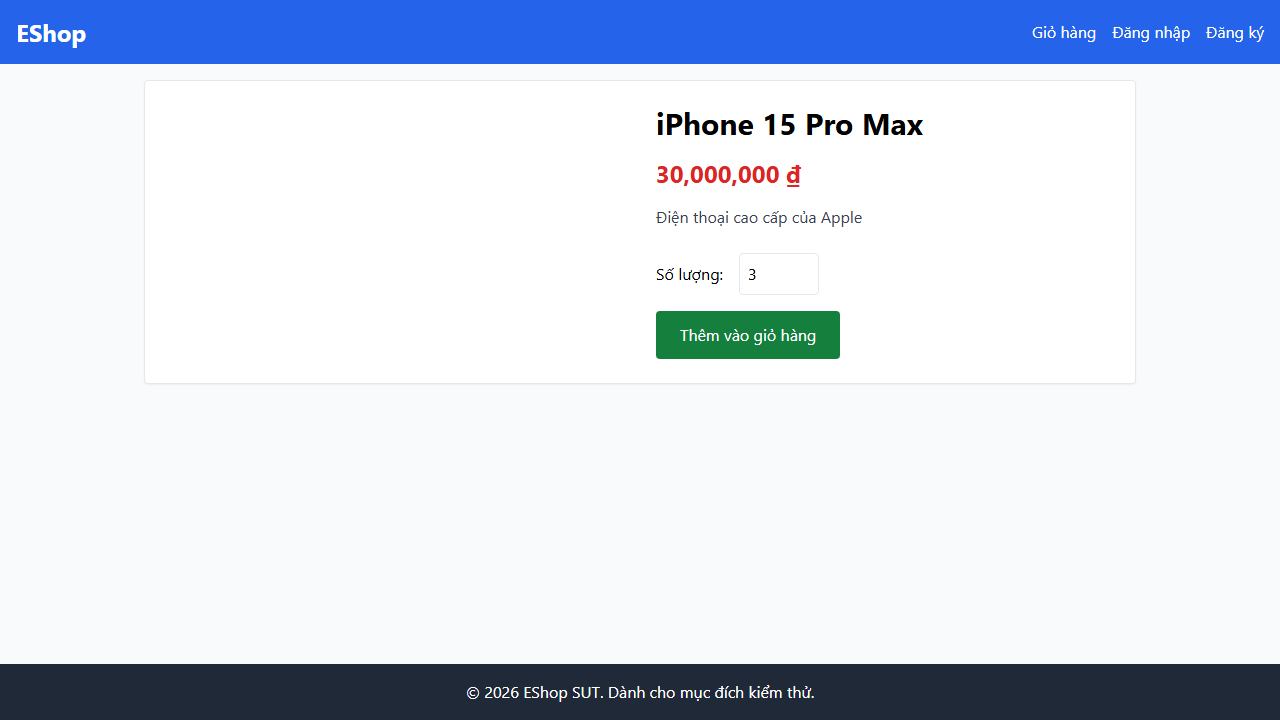 EShop
Giỏ hàng Đăng nhập Đăng ký
iPhone 15 Pro Max
30,000,000 ₫
Điện thoại cao cấp của Apple
Số lượng: 3
Thêm vào giỏ hàng
© 2026 EShop SUT. Dành cho mục đích kiểm thử.